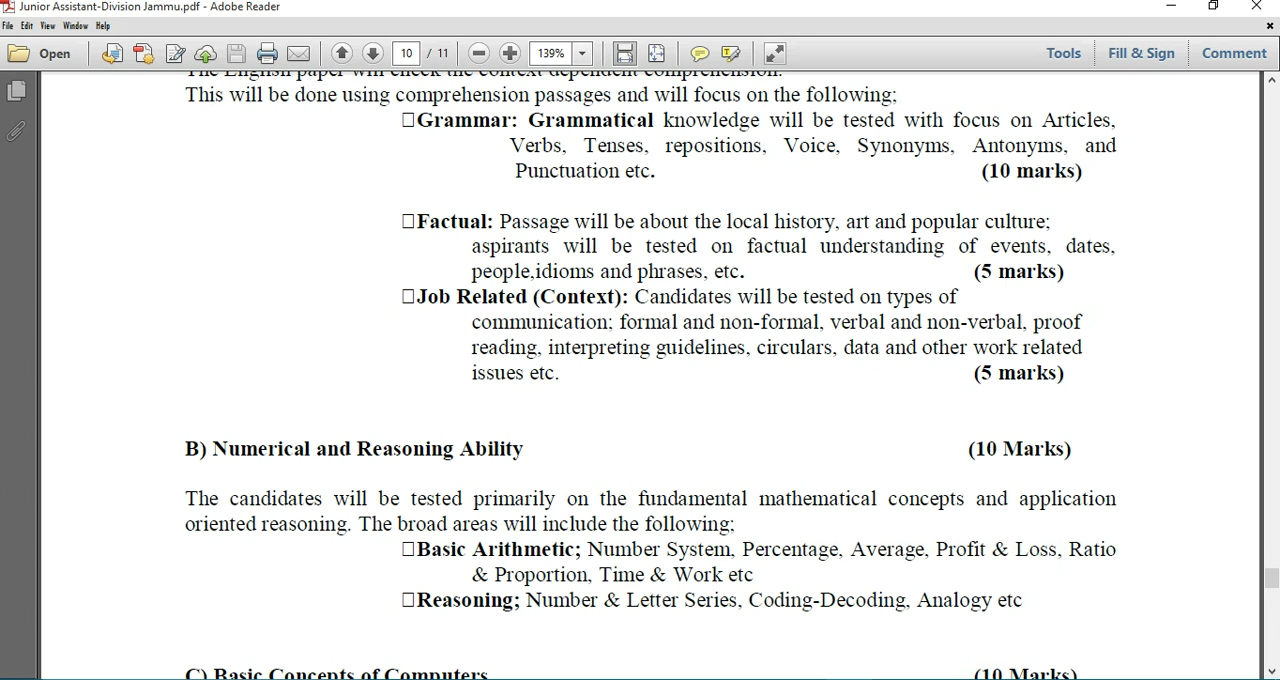 Junior Assistant-Division Jammu.pdf - Adobe Reader
File Edit View Window Help
Open 10 / 11 139% Tools Fill & Sign Comment
The English paper will check the context dependent comprehension.
This will be done using comprehension passages and will focus on the following;
□Grammar: Grammatical knowledge will be tested with focus on Articles,
Verbs, Tenses, repositions, Voice, Synonyms, Antonyms, and
Punctuation etc. (10 marks)
□Factual: Passage will be about the local history, art and popular culture;
aspirants will be tested on factual understanding of events, dates,
people,idioms and phrases, etc. (5 marks)
□Job Related (Context): Candidates will be tested on types of
communication; formal and non-formal, verbal and non-verbal, proof
reading, interpreting guidelines, circulars, data and other work related
issues etc. (5 marks)
B) Numerical and Reasoning Ability (10 Marks)
The candidates will be tested primarily on the fundamental mathematical concepts and application
oriented reasoning. The broad areas will include the following;
□Basic Arithmetic; Number System, Percentage, Average, Profit & Loss, Ratio
& Proportion, Time & Work etc
□Reasoning; Number & Letter Series, Coding-Decoding, Analogy etc
C) Basic Concepts of Computers (10 Marks)